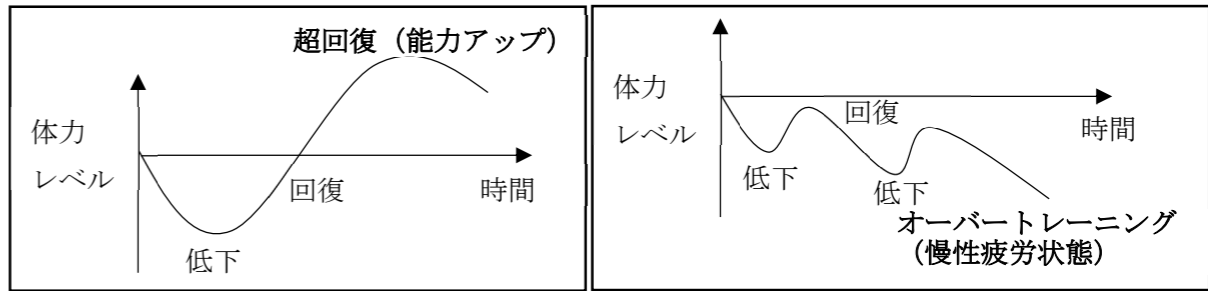 超回復（能力アップ）
体力
レベル
回復
時間
低下
体力
レベル
回復
時間
低下
低下
オーバートレーニング
（慢性疲労状態）